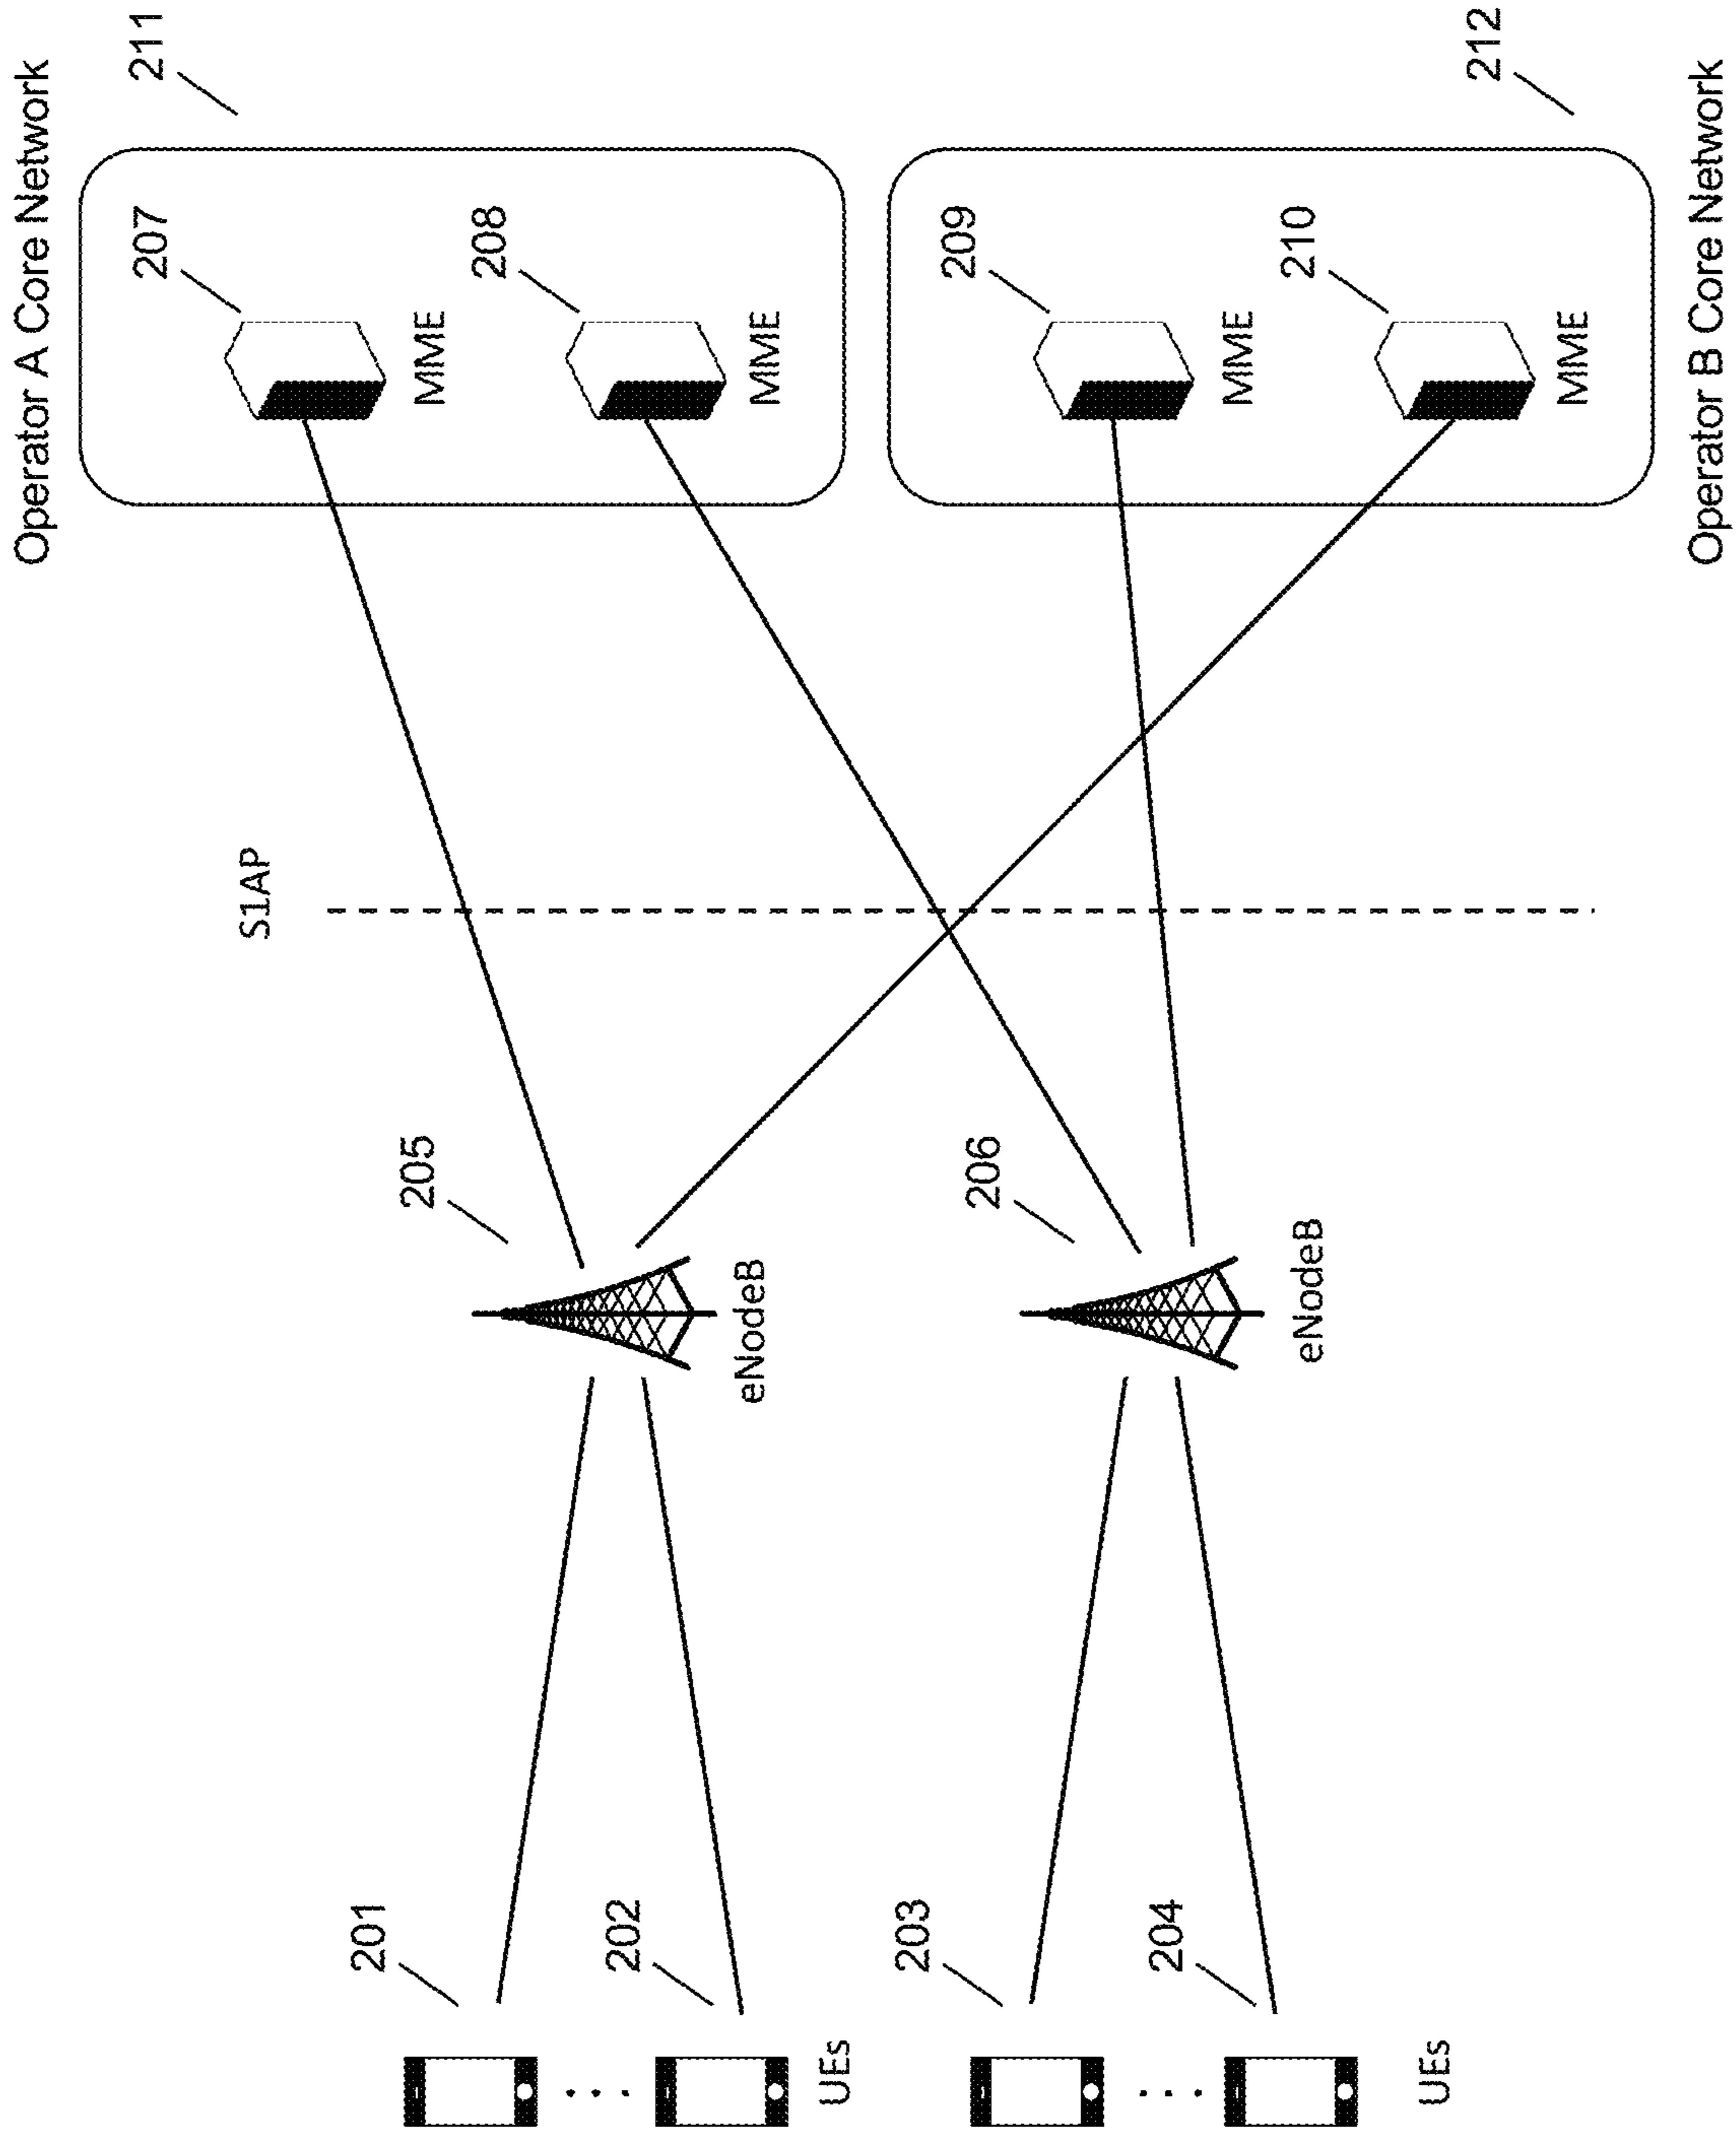 Operator A Core Network
211
207
MME
208
MME
209
MME
210
MME
212
Operator B Core Network
S1AP
205
eNodeB
206
eNodeB
201
202
UEs
203
204
UEs